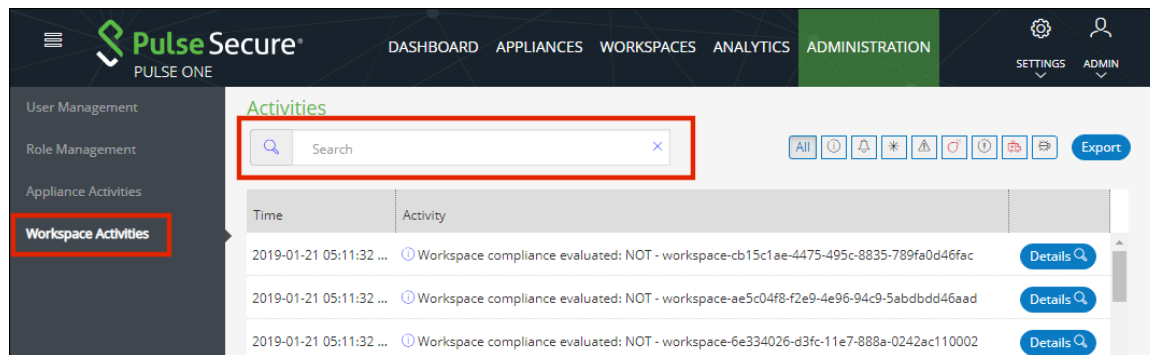 Pulse Secure®
PULSE ONE
DASHBOARD APPLIANCES WORKSPACES ANALYTICS ADMINISTRATION
SETTINGS ADMIN
User Management
Role Management
Appliance Activities
Workspace Activities
Activities
Search
All
Export
Time Activity
2019-01-21 05:11:32 ... Workspace compliance evaluated: NOT - workspace-cb15c1ae-4475-495c-8835-789fa0d46fac Details
2019-01-21 05:11:32 ... Workspace compliance evaluated: NOT - workspace-ae5c04f8-f2e9-4e96-94c9-5abdbdd46aad Details
2019-01-21 05:11:32 ... Workspace compliance evaluated: NOT - workspace-6e334026-d3fc-11e7-888a-0242ac110002 Details